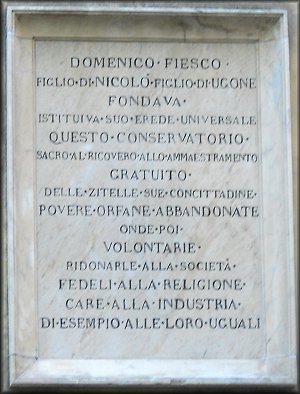 DOMENICO·FIESCO·
FIGLIO·DI·NICOLÒ·FIGLIO·DI·UGONE
FONDAVA·
ISTITUIVA·SUO·EREDE·UNIVERSALE
QUESTO·CONSERVATORIO·
SACRO·AL·RICOVERO·ALLO·AMMAESTRAMENTO
GRATUITO·
DELLE·ZITELLE·SUE·CONCITTADINE·
POVERE·ORFANE·ABBANDONATE
ONDE·POI·
VOLONTARIE·
RIDONARLE·ALLA·SOCIETÀ·
FEDELI·ALLA·RELIGIONE·
CARE·ALLA·INDUSTRIA·
DI·ESEMPIO·ALLE·LORO·UGUALI